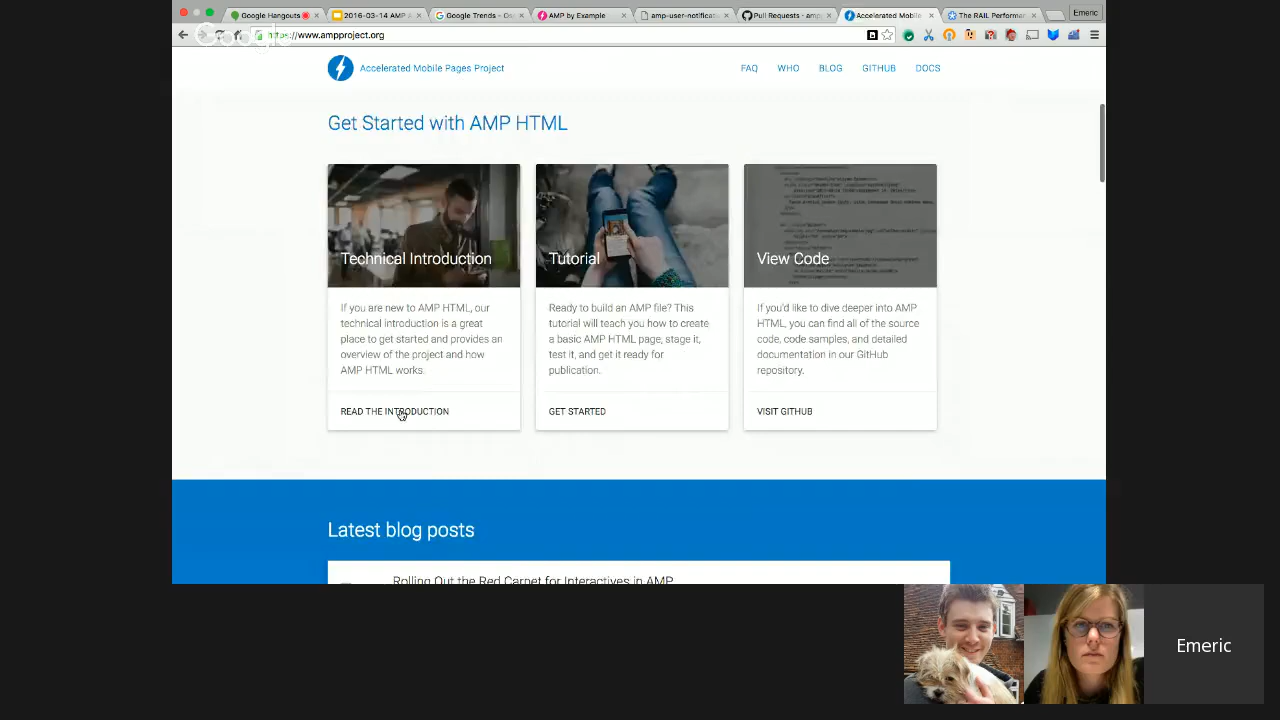 Google Hangouts
2016-03-14 AMP
Google Trends -
AMP by Example
amp-user-notificati
Pull Requests · amp
Accelerated Mobile
The RAIL Performa
Emeric
Google
https://www.ampproject.org
Accelerated Mobile Pages Project
FAQ
WHO
BLOG
GITHUB
DOCS
Get Started with AMP HTML
Technical Introduction
If you are new to AMP HTML, our
technical introduction is a great
place to get started and provides an
overview of the project and how
AMP HTML works.
READ THE INTRODUCTION
Tutorial
Ready to build an AMP file? This
tutorial will teach you how to create
a basic AMP HTML page, stage it,
test it, and get it ready for
publication.
GET STARTED
View Code
If you'd like to dive deeper into AMP
HTML, you can find all of the source
code, code samples, and detailed
documentation in our GitHub
repository.
VISIT GITHUB
Latest blog posts
Rolling Out the Red Carpet for Interactives in AMP
Emeric